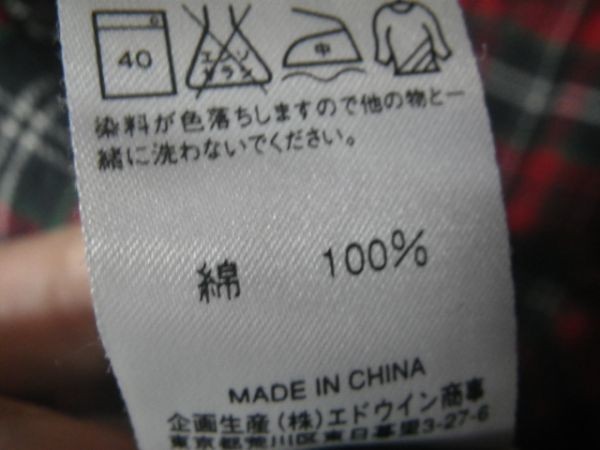 40 エンソサラシ 中
染料が色落ちしますので他の物と一
緒に洗わないでください。
綿 100%
MADE IN CHINA
企画生産(株)エドウイン商事
東京都荒川区東日暮里3-27-6